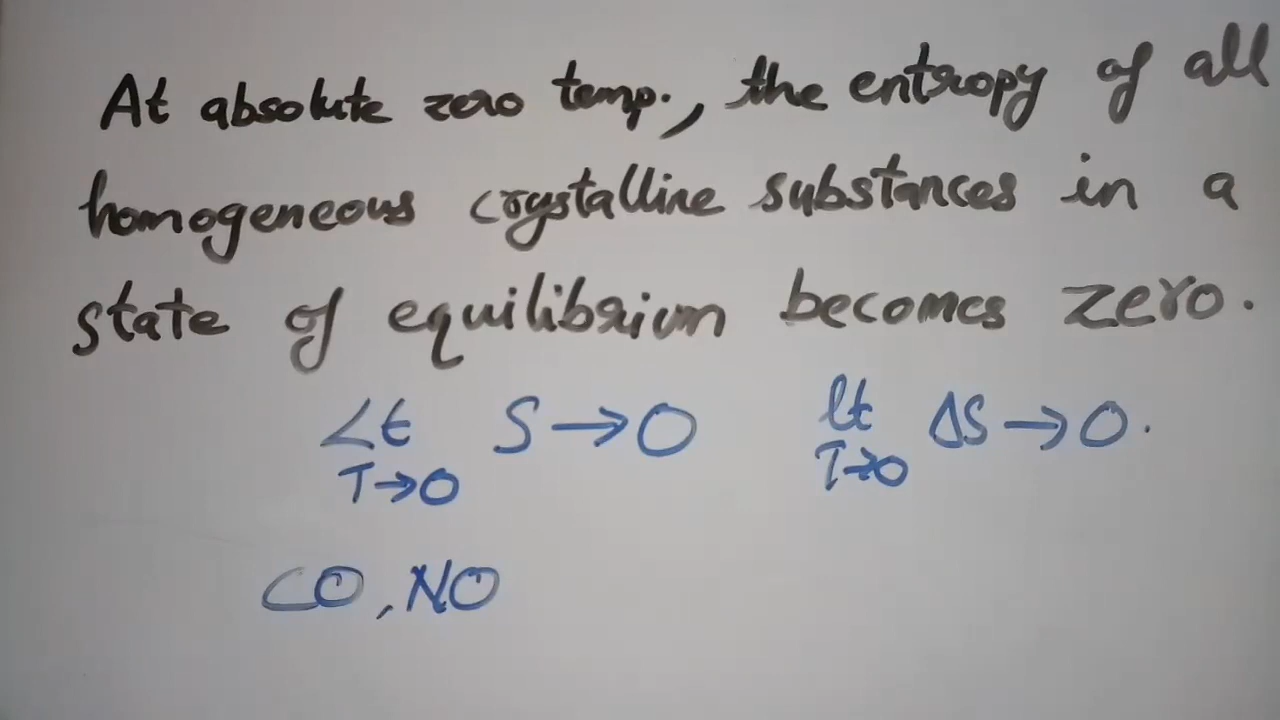 At absolute zero temp., the entropy of all
homogeneous crystalline substances in a
state of equilibrium becomes zero.
Lt S→0 lt ΔS→0.
T→0 T→0
CO, NO